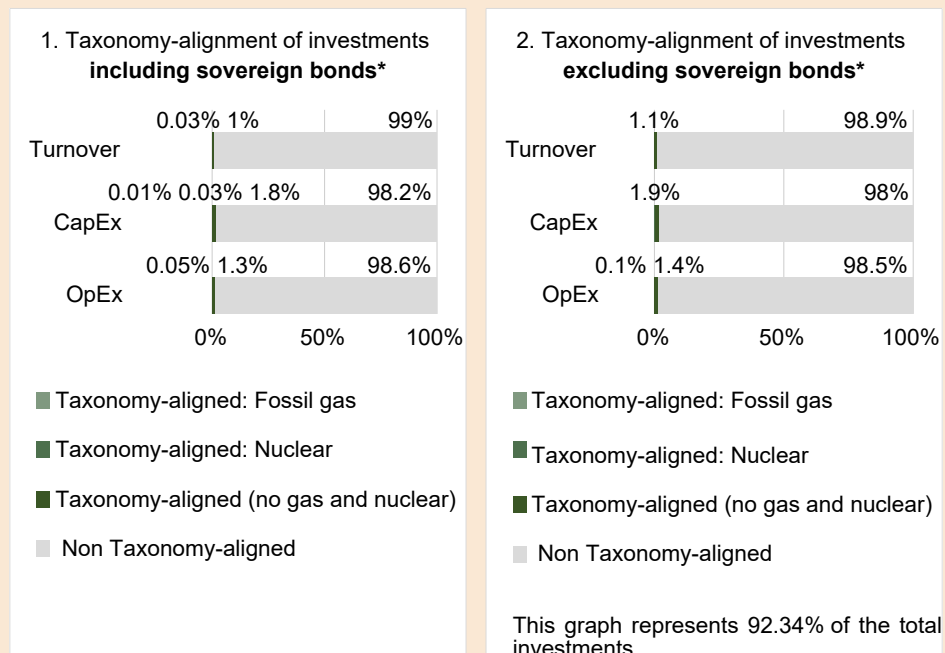 1. Taxonomy-alignment of investments
including sovereign bonds*
0.03% 1% 99%
Turnover
0.01% 0.03% 1.8% 98.2%
CapEx
0.05% 1.3% 98.6%
OpEx
0% 50% 100%
Taxonomy-aligned: Fossil gas
Taxonomy-aligned: Nuclear
Taxonomy-aligned (no gas and nuclear)
Non Taxonomy-aligned
2. Taxonomy-alignment of investments
excluding sovereign bonds*
1.1% 98.9%
Turnover
1.9% 98%
CapEx
0.1% 1.4% 98.5%
OpEx
0% 50% 100%
Taxonomy-aligned: Fossil gas
Taxonomy-aligned: Nuclear
Taxonomy-aligned (no gas and nuclear)
Non Taxonomy-aligned
This graph represents 92.34% of the total
investments